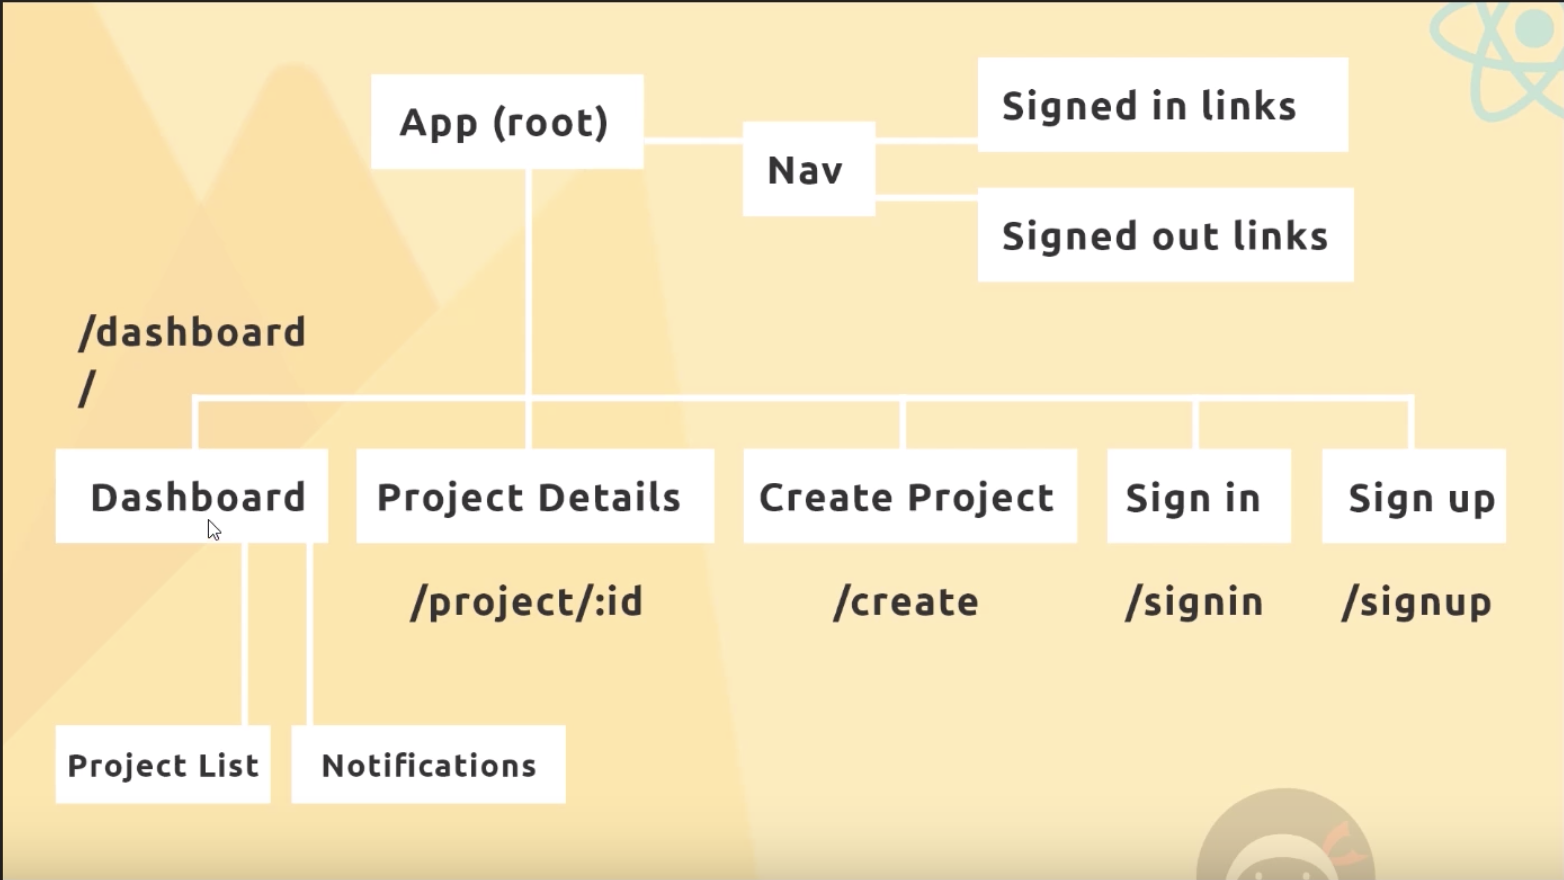 App (root)
Nav
Signed in links
Signed out links
/dashboard
/
Dashboard
Project Details
Create Project
Sign in
Sign up
/project/:id
/create
/signin
/signup
Project List
Notifications